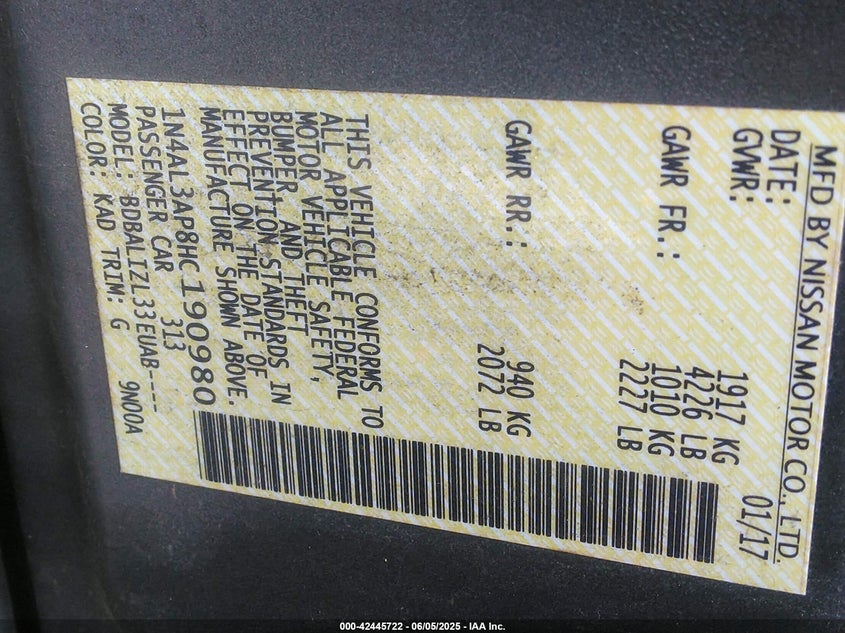 MFD BY NISSAN MOTOR CO., LTD.
DATE: 01/17
GVWR: 1917 KG
4226 LB
GAWR FR.: 1010 KG
2227 LB
GAWR RR.: 940 KG
2072 LB
THIS VEHICLE CONFORMS TO
ALL APPLICABLE FEDERAL
MOTOR VEHICLE SAFETY,
BUMPER, AND THEFT
PREVENTION STANDARDS IN
EFFECT ON THE DATE OF
MANUFACTURE SHOWN ABOVE.
1N4AL3AP8HC190980
PASSENGER CAR 313
MODEL: BDBALTZL33EUAB----
COLOR: KAD TRIM: G 9N00A
000-42445722 - 06/05/2025 - IAA Inc.